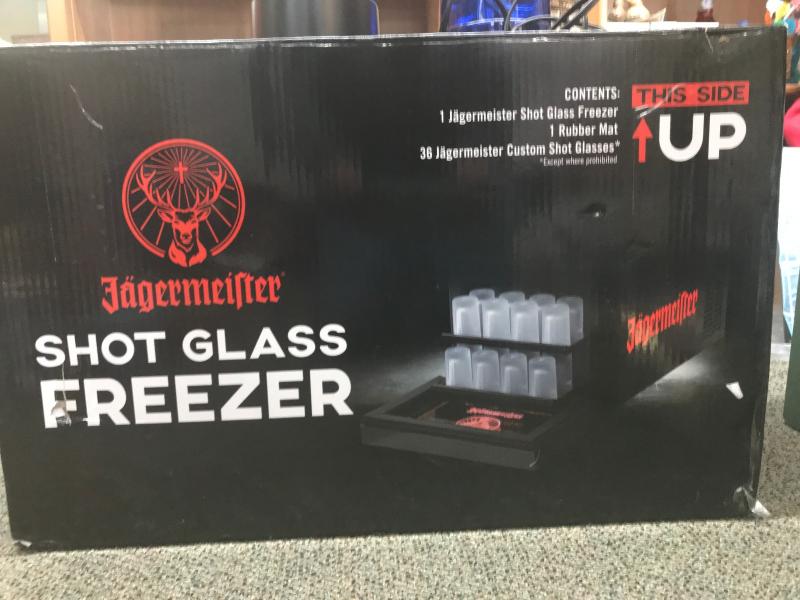 CONTENTS:
1 Jägermeister Shot Glass Freezer
1 Rubber Mat
36 Jägermeister Custom Shot Glasses*
*Except where prohibited
THIS SIDE
UP
Jägermeiſter
SHOT GLASS
FREEZER
Jägermeiſter
Jägermeiſter